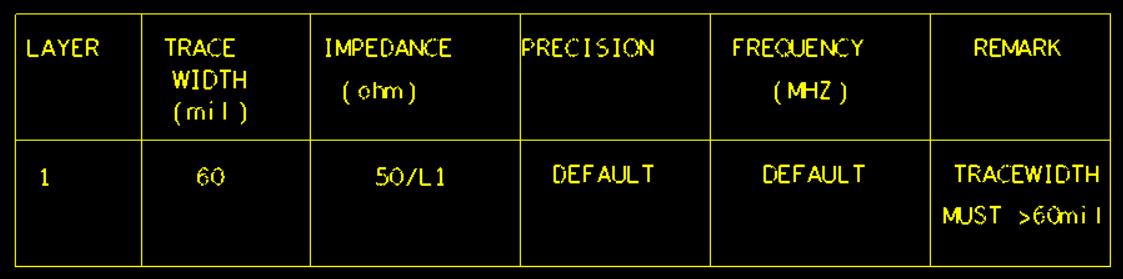 LAYER
TRACE
WIDTH
(mil)
IMPEDANCE
(ohm)
PRECISION
FREQUENCY
(MHZ)
REMARK
1
60
50/L1
DEFAULT
DEFAULT
TRACEWIDTH
MUST >60mil